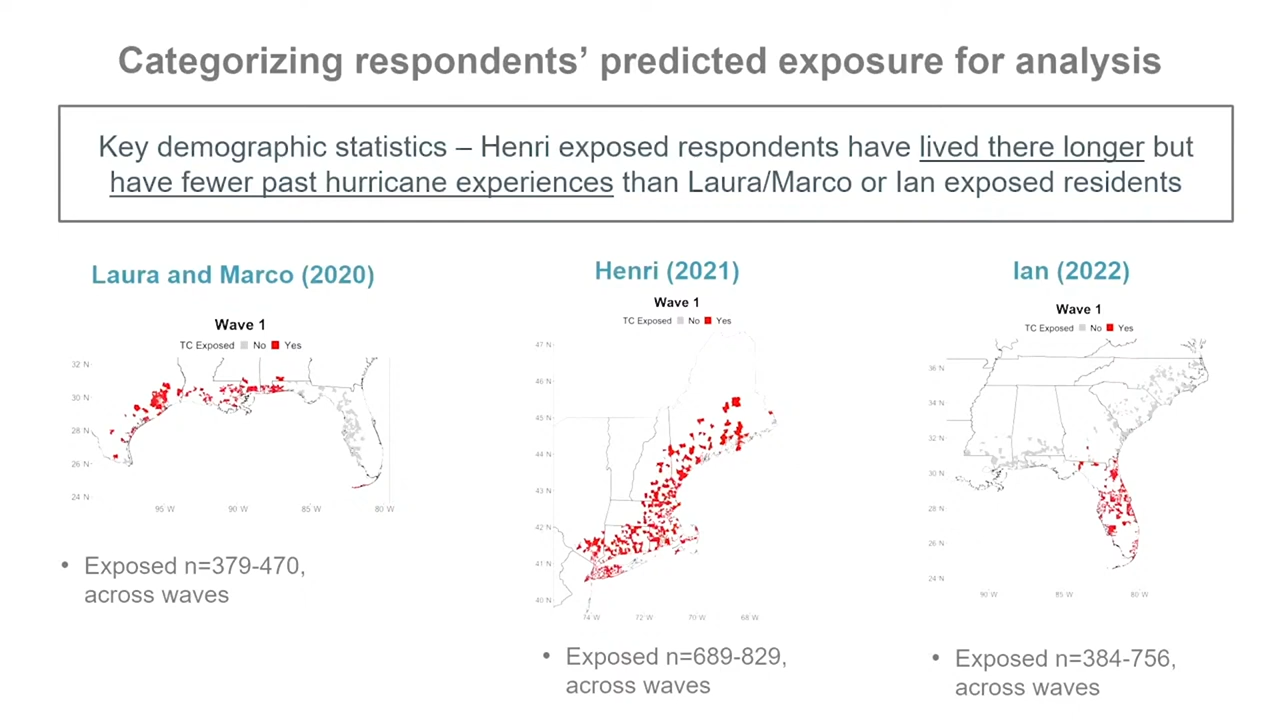 Categorizing respondents’ predicted exposure for analysis
Key demographic statistics – Henri exposed respondents have lived there longer but
have fewer past hurricane experiences than Laura/Marco or Ian exposed residents
Laura and Marco (2020)
Wave 1
TC Exposed No Yes
32 N
30 N
28 N
26 N
24 N
95 W 90 W 85 W 80 W
• Exposed n=379-470,
across waves
Henri (2021)
Wave 1
TC Exposed No Yes
47 N
46 N
45 N
44 N
43 N
42 N
41 N
40 N
74 W 72 W 70 W 68 W
• Exposed n=689-829,
across waves
Ian (2022)
Wave 1
TC Exposed No Yes
36 N
34 N
32 N
30 N
28 N
26 N
24 N
90 W 85 W 80 W
• Exposed n=384-756,
across waves